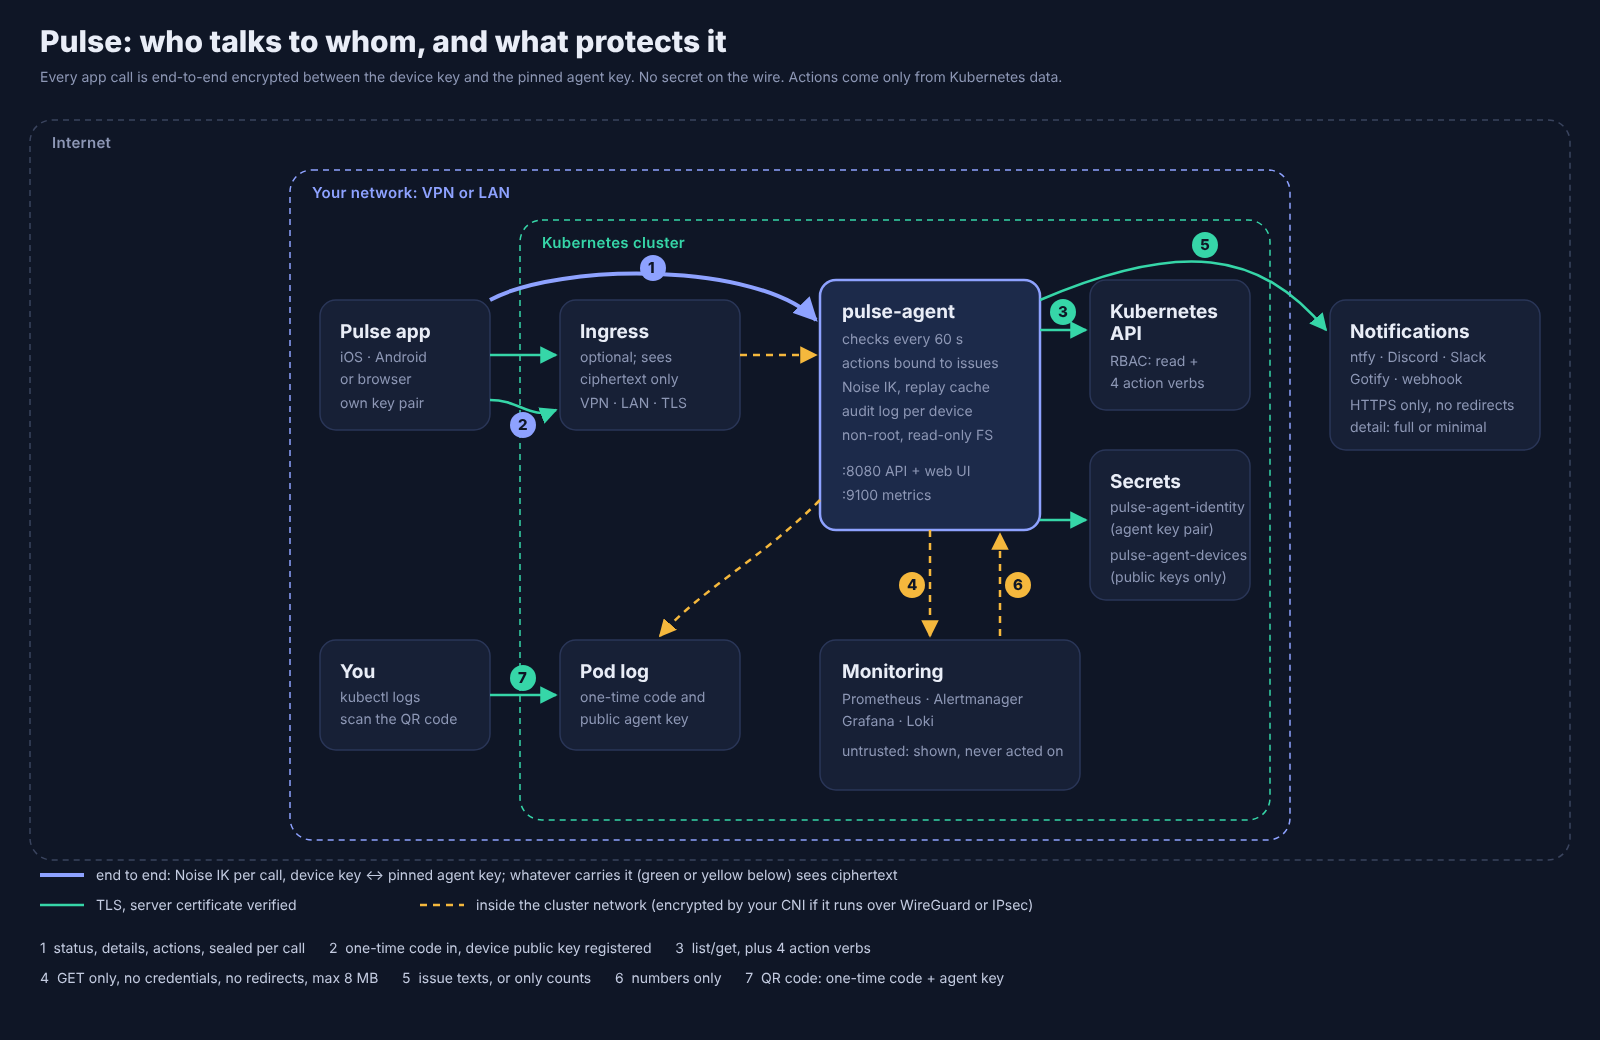 Pulse: who talks to whom, and what protects it
Every app call is end-to-end encrypted between the device key and the pinned agent key. No secret on the wire. Actions come only from Kubernetes data.
Internet
Your network: VPN or LAN
Kubernetes cluster
1
5
Pulse app
iOS · Android
or browser
own key pair
2
Ingress
optional; sees
ciphertext only
VPN · LAN · TLS
pulse-agent
checks every 60 s
actions bound to issues
Noise IK, replay cache
audit log per device
non-root, read-only FS
:8080 API + web UI
:9100 metrics
3
Kubernetes
API
RBAC: read +
4 action verbs
Notifications
ntfy · Discord · Slack
Gotify · webhook
HTTPS only, no redirects
detail: full or minimal
Secrets
pulse-agent-identity
(agent key pair)
pulse-agent-devices
(public keys only)
4
6
You
kubectl logs
scan the QR code
7
Pod log
one-time code and
public agent key
Monitoring
Prometheus · Alertmanager
Grafana · Loki
untrusted: shown, never acted on
end to end: Noise IK per call, device key ↔ pinned agent key; whatever carries it (green or yellow below) sees ciphertext
TLS, server certificate verified
inside the cluster network (encrypted by your CNI if it runs over WireGuard or IPsec)
1 status, details, actions, sealed per call 2 one-time code in, device public key registered 3 list/get, plus 4 action verbs
4 GET only, no credentials, no redirects, max 8 MB 5 issue texts, or only counts 6 numbers only 7 QR code: one-time code + agent key